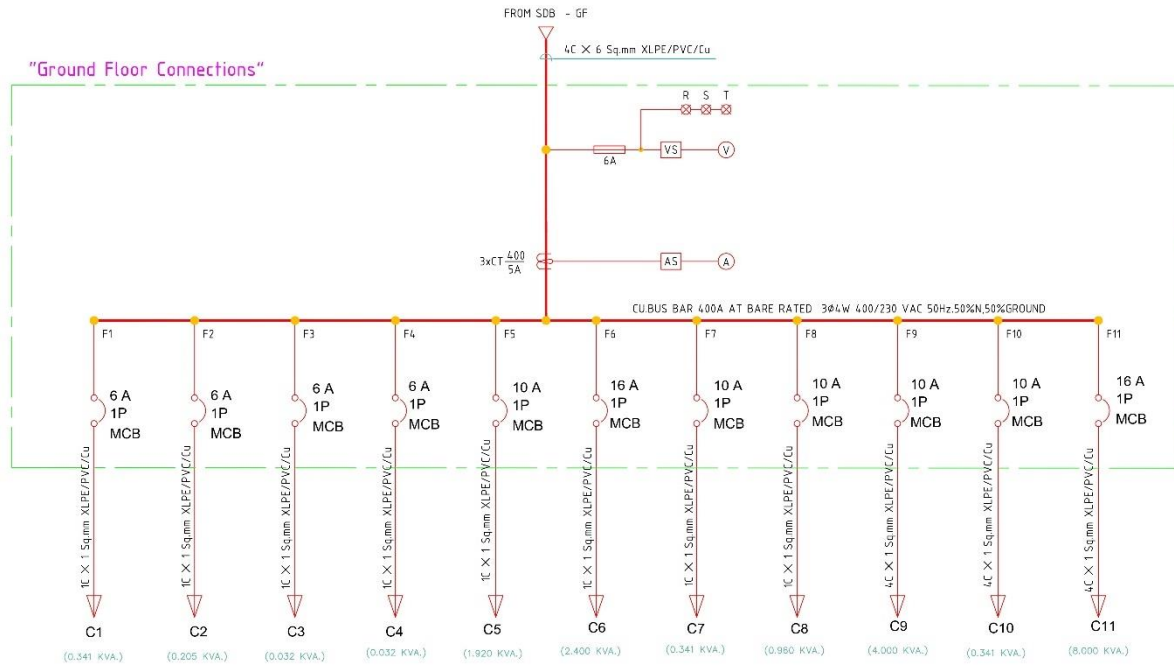 FROM SDB - GF
4C X 6 Sq.mm XLPE/PVC/Cu
"Ground Floor Connections"
R S T
6A
VS
V
3xCT 400
5A
AS
A
CU.BUS BAR 400A AT BARE RATED 3ø4W 400/230 VAC 50Hz.50%N,50%GROUND
F1 F2 F3 F4 F5 F6 F7 F8 F9 F10 F11
6 A 6 A 6 A 6 A 10 A 16 A 10 A 10 A 10 A 10 A 16 A
1P 1P 1P 1P 1P 1P 1P 1P 1P 1P 1P
MCB MCB MCB MCB MCB MCB MCB MCB MCB MCB MCB
1C X 1 Sq.mm XLPE/PVC/Cu
1C X 1 Sq.mm XLPE/PVC/Cu
1C X 1 Sq.mm XLPE/PVC/Cu
1C X 1 Sq.mm XLPE/PVC/Cu
1C X 1 Sq.mm XLPE/PVC/Cu
1C X 1 Sq.mm XLPE/PVC/Cu
1C X 1 Sq.mm XLPE/PVC/Cu
1C X 1 Sq.mm XLPE/PVC/Cu
4C X 1 Sq.mm XLPE/PVC/Cu
4C X 1 Sq.mm XLPE/PVC/Cu
4C X 1 Sq.mm XLPE/PVC/Cu
C1 C2 C3 C4 C5 C6 C7 C8 C9 C10 C11
(0.341 KVA.) (0.205 KVA.) (0.032 KVA.) (0.032 KVA.) (1.920 KVA.) (2.400 KVA.) (0.341 KVA.) (0.960 KVA.) (4.000 KVA.) (0.341 KVA.) (8.000 KVA.)